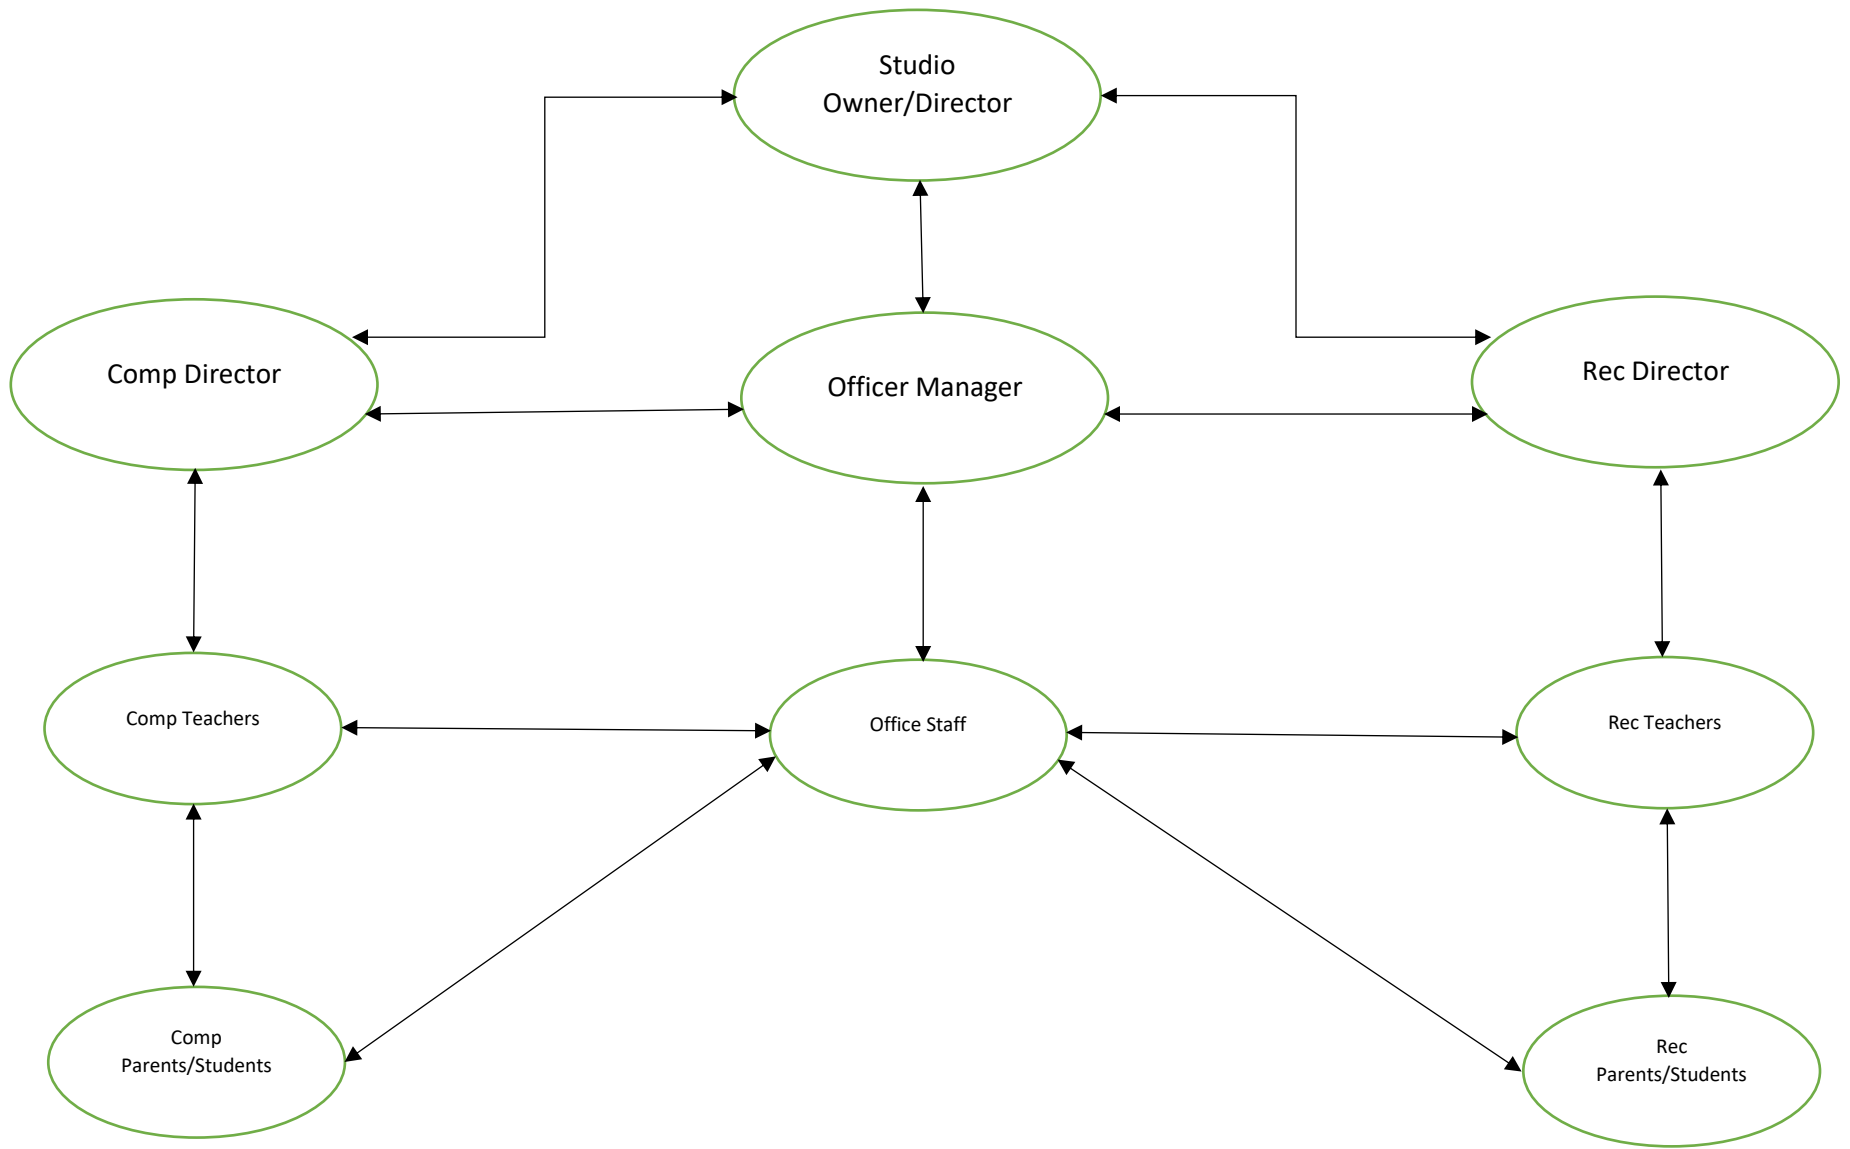 Studio
Owner/Director
Comp Director
Officer Manager
Rec Director
Comp Teachers
Office Staff
Rec Teachers
Comp
Parents/Students
Rec
Parents/Students